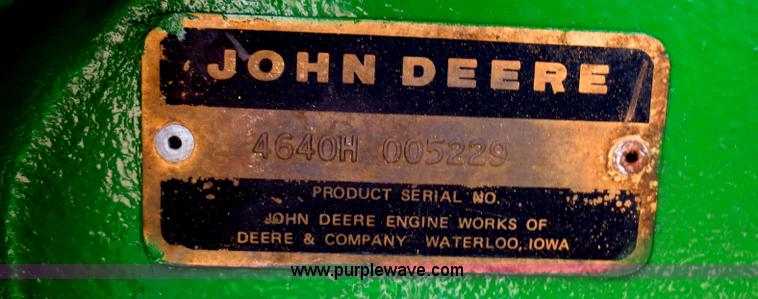 JOHN DEERE
4640H 005229
PRODUCT SERIAL NO.
JOHN DEERE ENGINE WORKS OF
DEERE & COMPANY WATERLOO, IOWA
www.purplewave.com